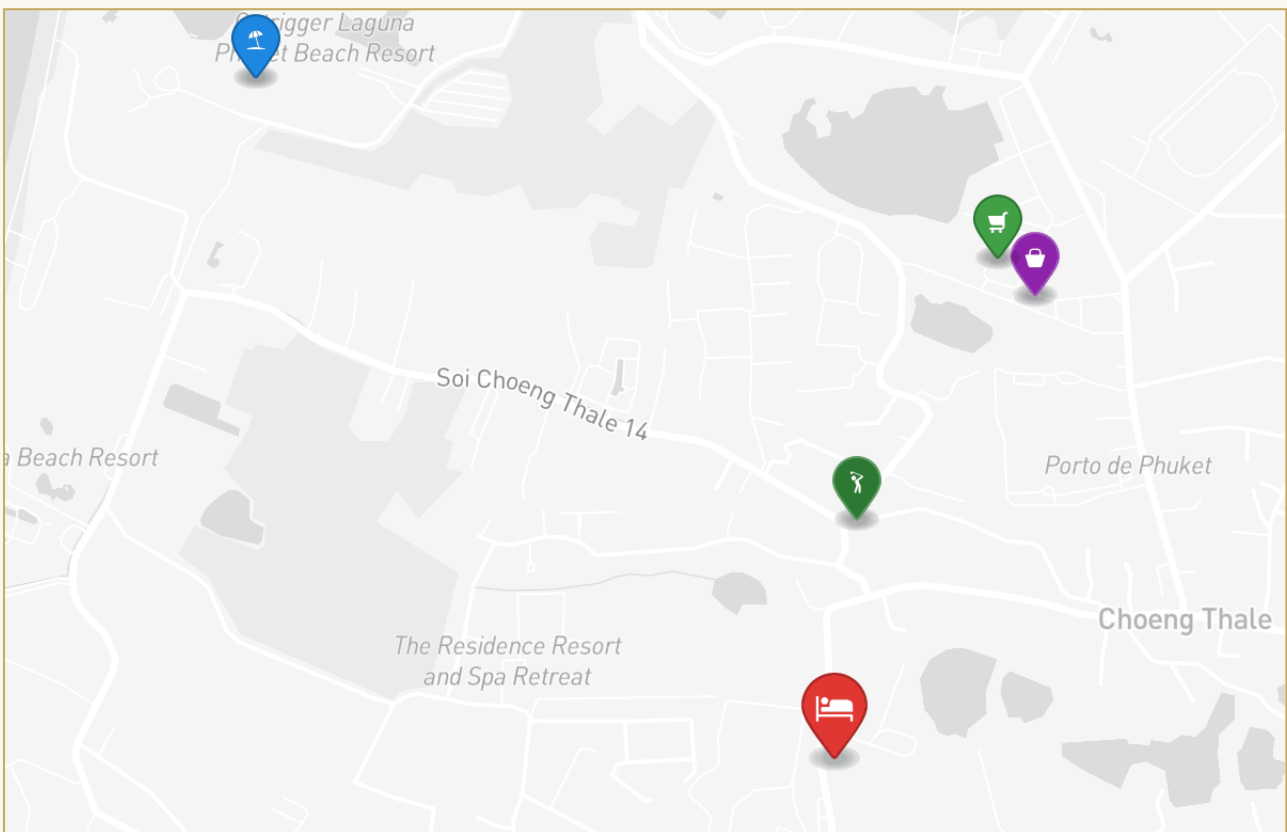 Laguna
Beach Resort
Soi Choeng Thale 14
Beach Resort
Porto de Phuket
Choeng Thale
The Residence Resort
and Spa Retreat